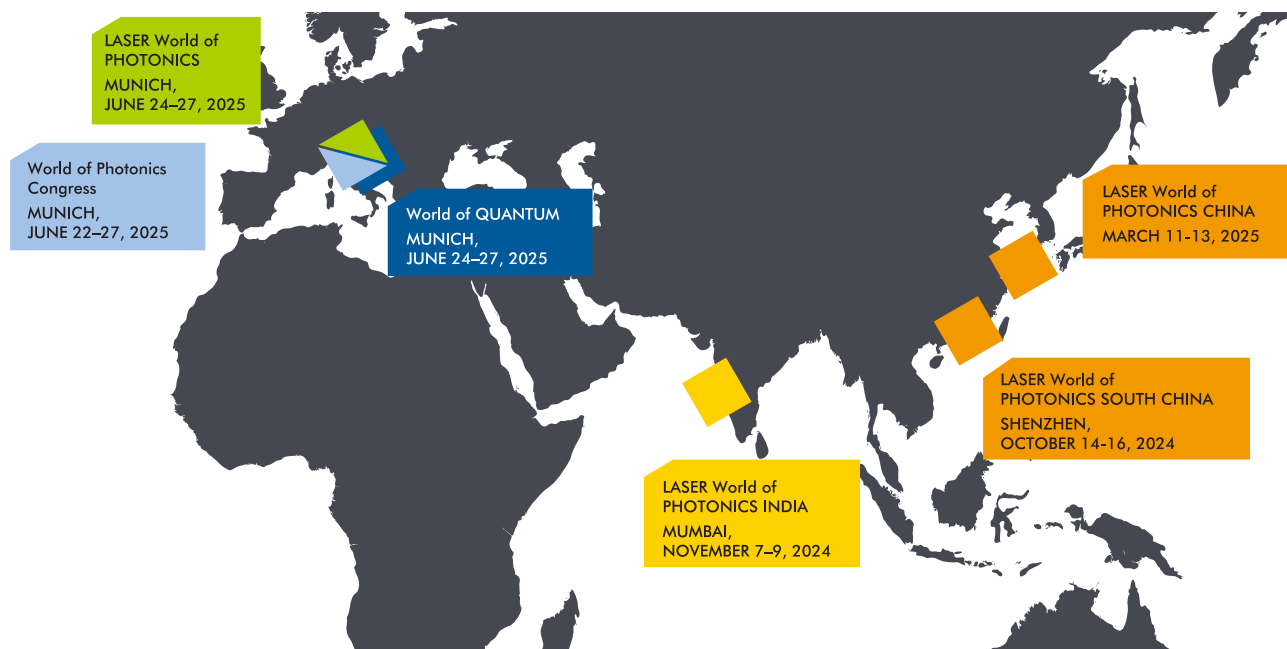 LASER World of
PHOTONICS
MUNICH,
JUNE 24–27, 2025
World of Photonics
Congress
MUNICH,
JUNE 22–27, 2025
World of QUANTUM
MUNICH,
JUNE 24–27, 2025
LASER World of
PHOTONICS CHINA
MARCH 11-13, 2025
LASER World of
PHOTONICS SOUTH CHINA
SHENZHEN,
OCTOBER 14-16, 2024
LASER World of
PHOTONICS INDIA
MUMBAI,
NOVEMBER 7–9, 2024